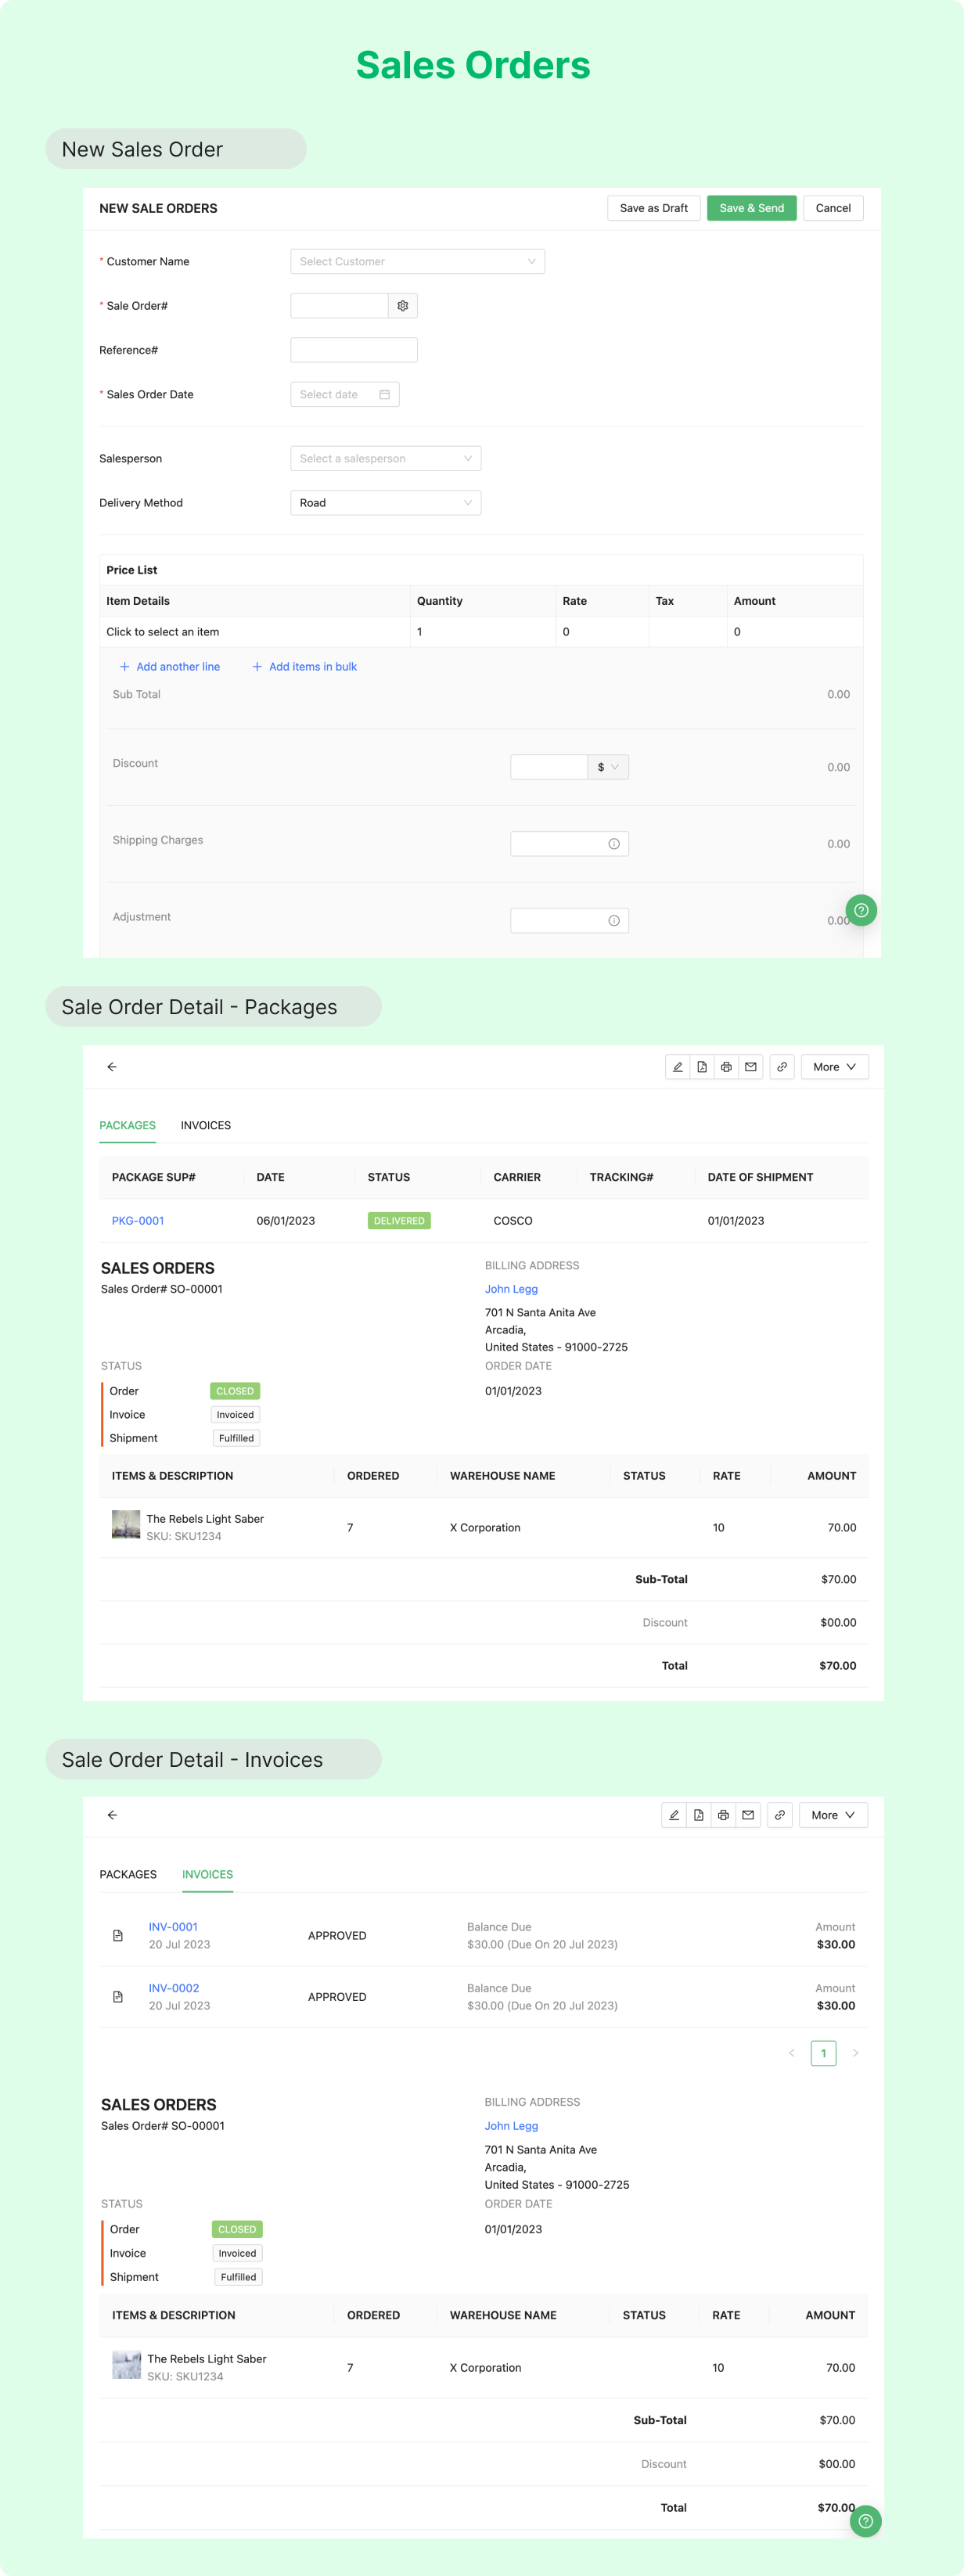 Sales Orders
New Sales Order
NEW SALE ORDERS
Save as Draft
Save & Send
Cancel
* Customer Name
Select Customer
* Sale Order#
Reference#
* Sales Order Date
Select date
Salesperson
Select a salesperson
Delivery Method
Road
Price List
Item Details Quantity Rate Tax Amount
Click to select an item 1 0 0
+ Add another line + Add items in bulk
Sub Total 0.00
Discount $ 0.00
Shipping Charges 0.00
Adjustment 0.00
Sale Order Detail - Packages
More
PACKAGES INVOICES
PACKAGE SUP# DATE STATUS CARRIER TRACKING# DATE OF SHIPMENT
PKG-0001 06/01/2023 DELIVERED COSCO 01/01/2023
SALES ORDERS
Sales Order# SO-00001
BILLING ADDRESS
John Legg
701 N Santa Anita Ave
Arcadia,
United States - 91000-2725
STATUS
Order CLOSED
Invoice Invoiced
Shipment Fulfilled
ORDER DATE
01/01/2023
ITEMS & DESCRIPTION ORDERED WAREHOUSE NAME STATUS RATE AMOUNT
The Rebels Light Saber
SKU: SKU1234
7 X Corporation 10 70.00
Sub-Total $70.00
Discount $00.00
Total $70.00
Sale Order Detail - Invoices
More
PACKAGES INVOICES
INV-0001
20 Jul 2023
APPROVED
Balance Due
$30.00 (Due On 20 Jul 2023)
Amount
$30.00
INV-0002
20 Jul 2023
APPROVED
Balance Due
$30.00 (Due On 20 Jul 2023)
Amount
$30.00
< 1 >
SALES ORDERS
Sales Order# SO-00001
BILLING ADDRESS
John Legg
701 N Santa Anita Ave
Arcadia,
United States - 91000-2725
STATUS
Order CLOSED
Invoice Invoiced
Shipment Fulfilled
ORDER DATE
01/01/2023
ITEMS & DESCRIPTION ORDERED WAREHOUSE NAME STATUS RATE AMOUNT
The Rebels Light Saber
SKU: SKU1234
7 X Corporation 10 70.00
Sub-Total $70.00
Discount $00.00
Total $70.00